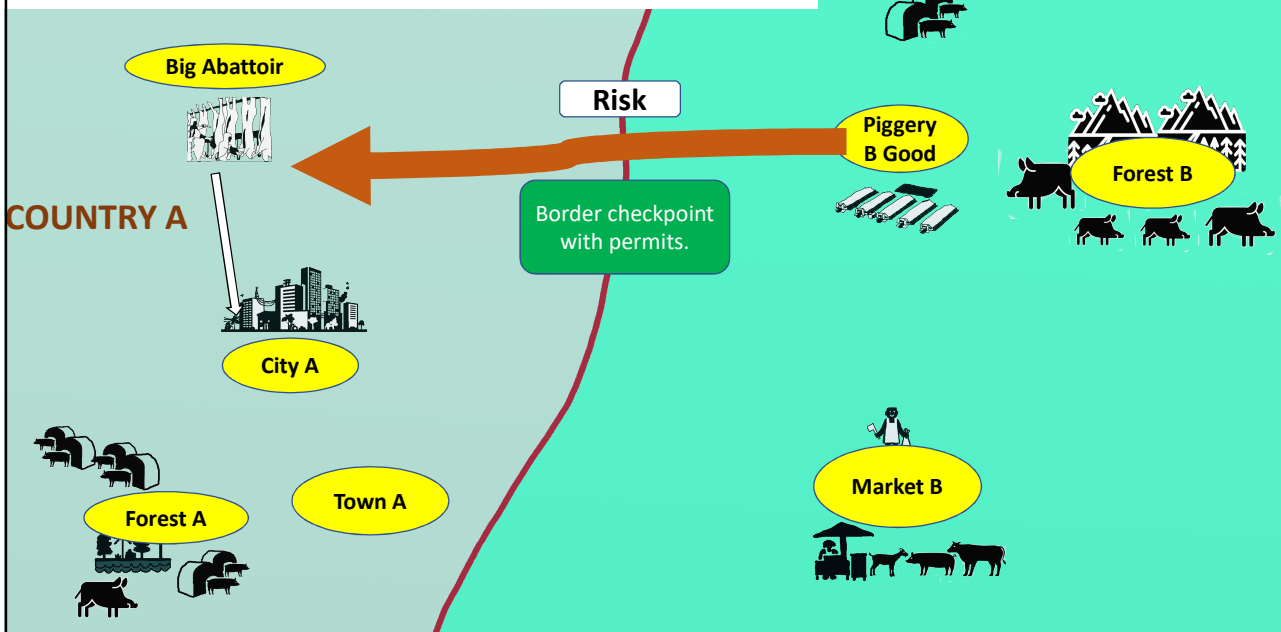 Big Abattoir
Risk
Piggery
B Good
Forest B
COUNTRY A
Border checkpoint
with permits.
City A
Market B
Town A
Forest A